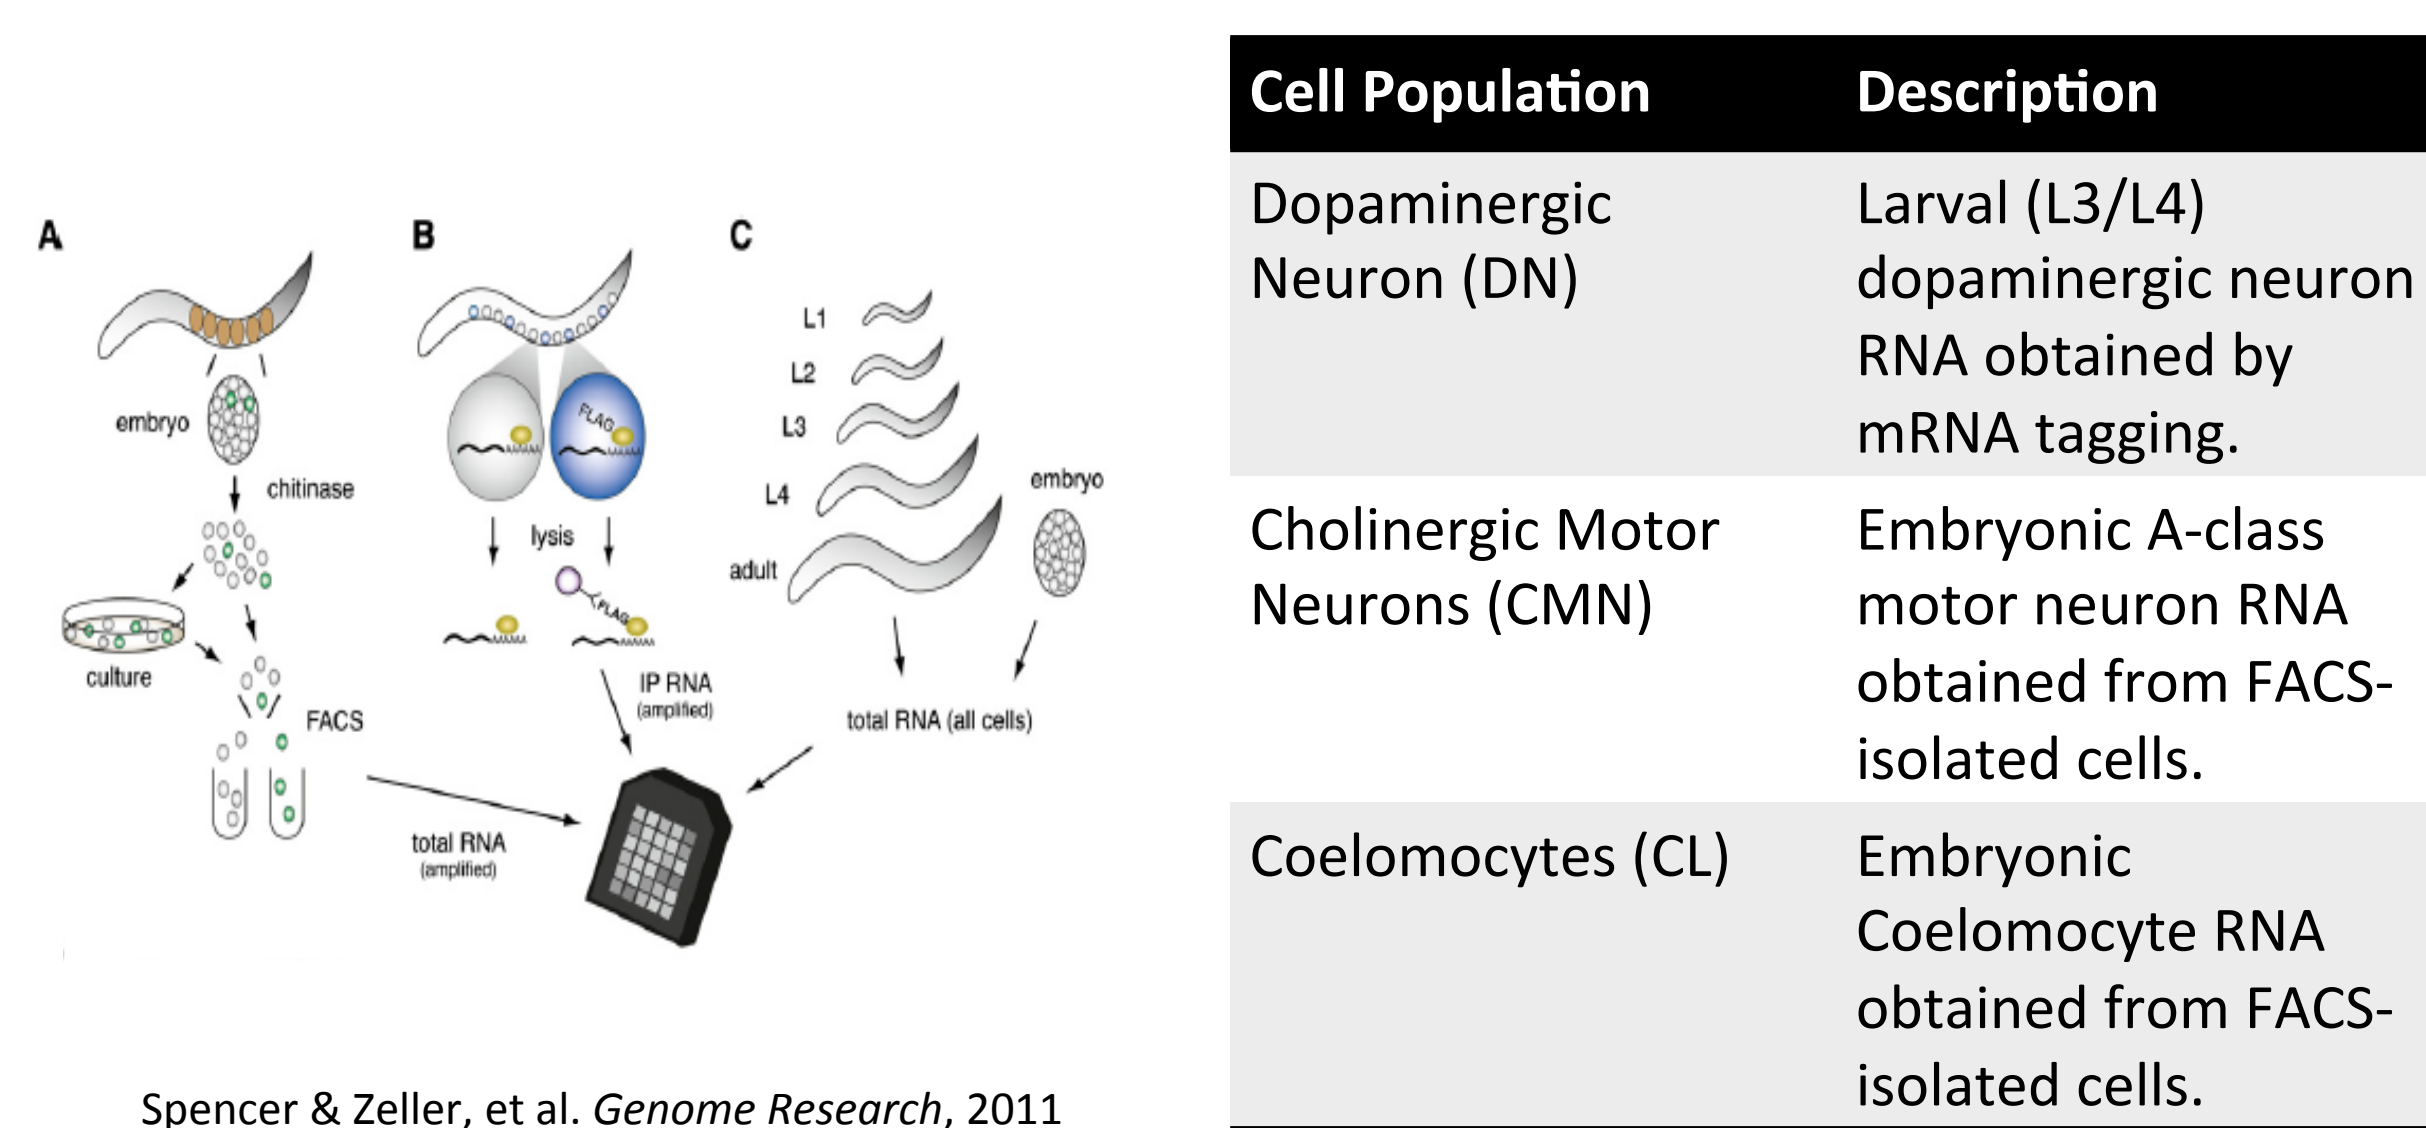 A
embryo
chitinase
culture
FACS
total RNA
(amplified)
B
FLAG
lysis
FLAG
IP RNA
(amplified)
C
L1
L2
L3
L4
adult
embryo
total RNA (all cells)
Spencer & Zeller, et al. Genome Research, 2011
Cell Population Description
Dopaminergic
Neuron (DN)
Larval (L3/L4)
dopaminergic neuron
RNA obtained by
mRNA tagging.
Cholinergic Motor
Neurons (CMN)
Embryonic A-class
motor neuron RNA
obtained from FACS-
isolated cells.
Coelomocytes (CL)
Embryonic
Coelomocyte RNA
obtained from FACS-
isolated cells.